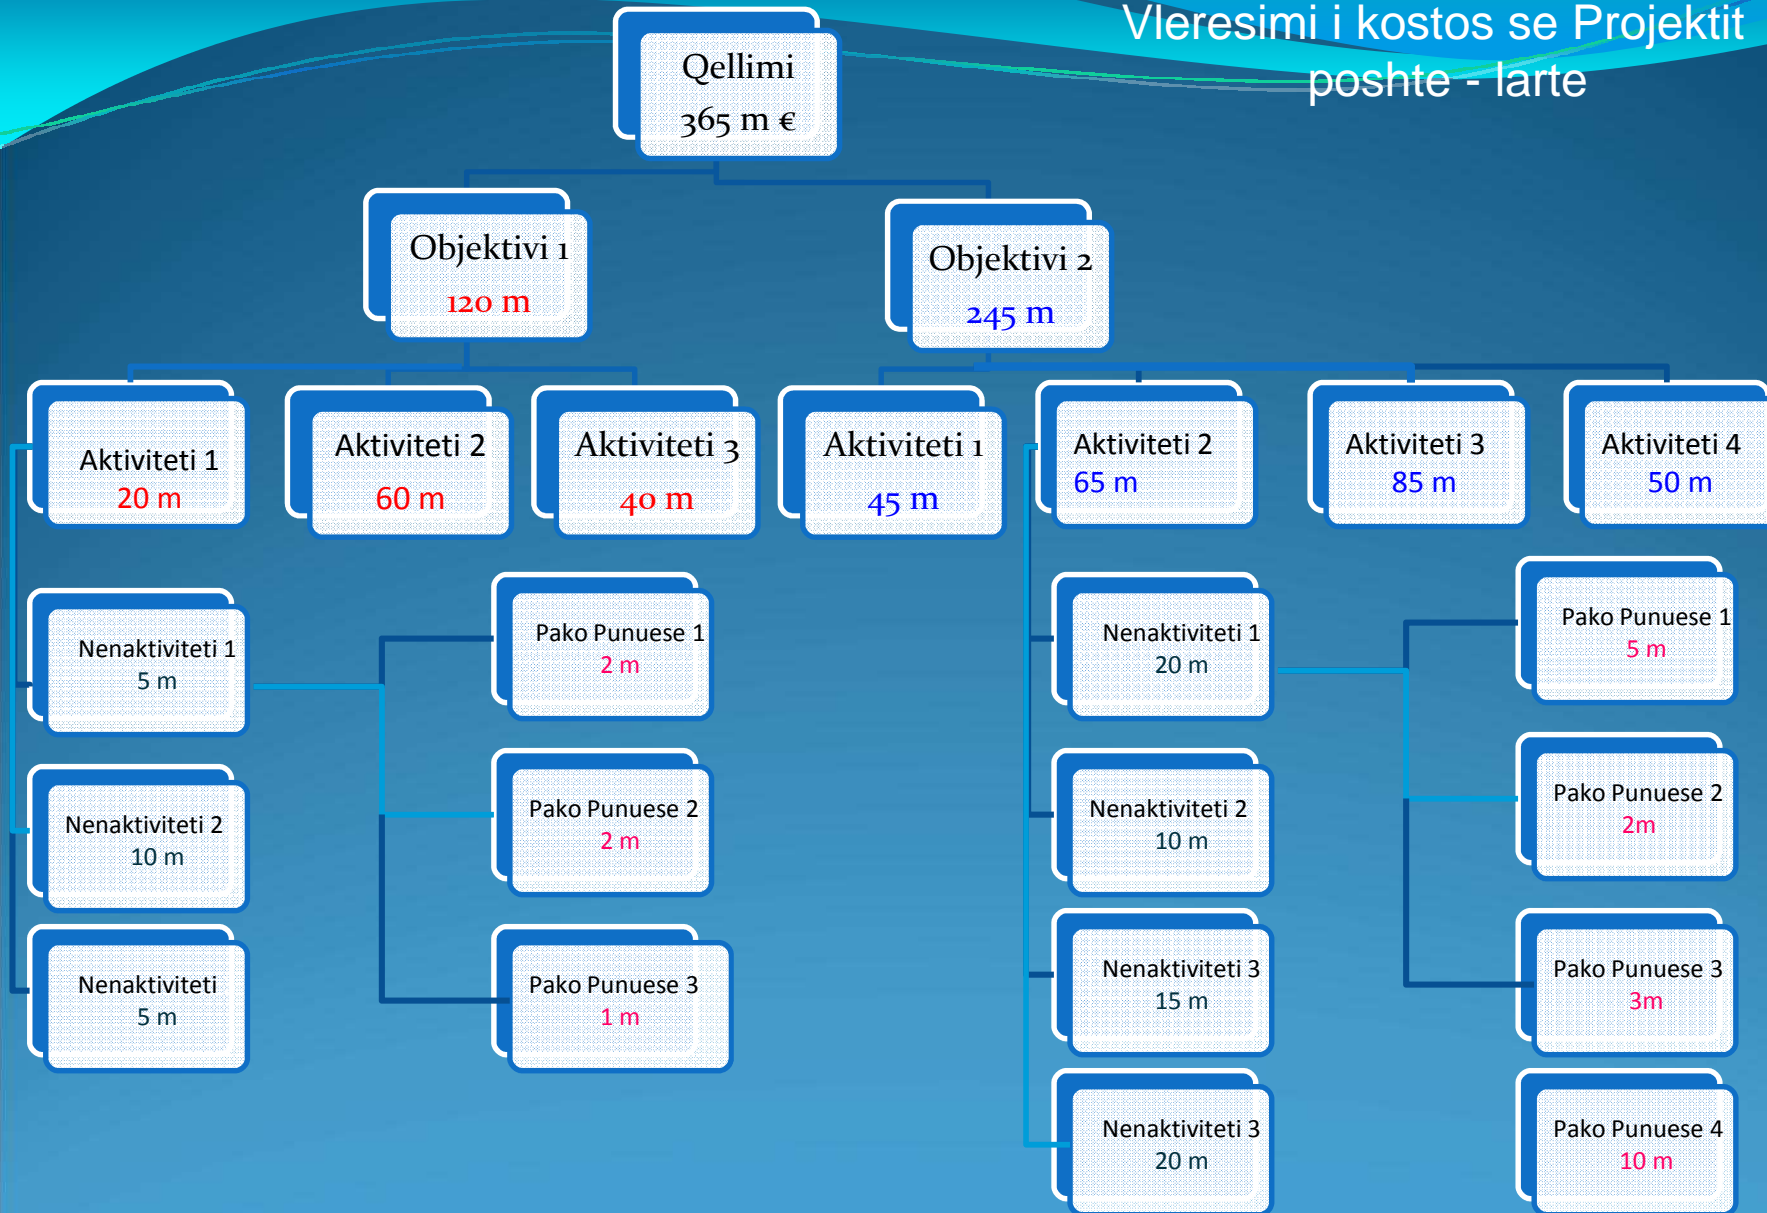 Vleresimi i kostos se Projektit
poshte - larte
Qellimi
365 m €
Objektivi 1
120 m
Objektivi 2
245 m
Aktiviteti 1
20 m
Aktiviteti 2
60 m
Aktiviteti 3
40 m
Aktiviteti 1
45 m
Aktiviteti 2
65 m
Aktiviteti 3
85 m
Aktiviteti 4
50 m
Nenaktiviteti 1
5 m
Nenaktiviteti 2
10 m
Nenaktiviteti
5 m
Pako Punuese 1
2 m
Pako Punuese 2
2 m
Pako Punuese 3
1 m
Nenaktiviteti 1
20 m
Nenaktiviteti 2
10 m
Nenaktiviteti 3
15 m
Nenaktiviteti 3
20 m
Pako Punuese 1
5 m
Pako Punuese 2
2m
Pako Punuese 3
3m
Pako Punuese 4
10 m